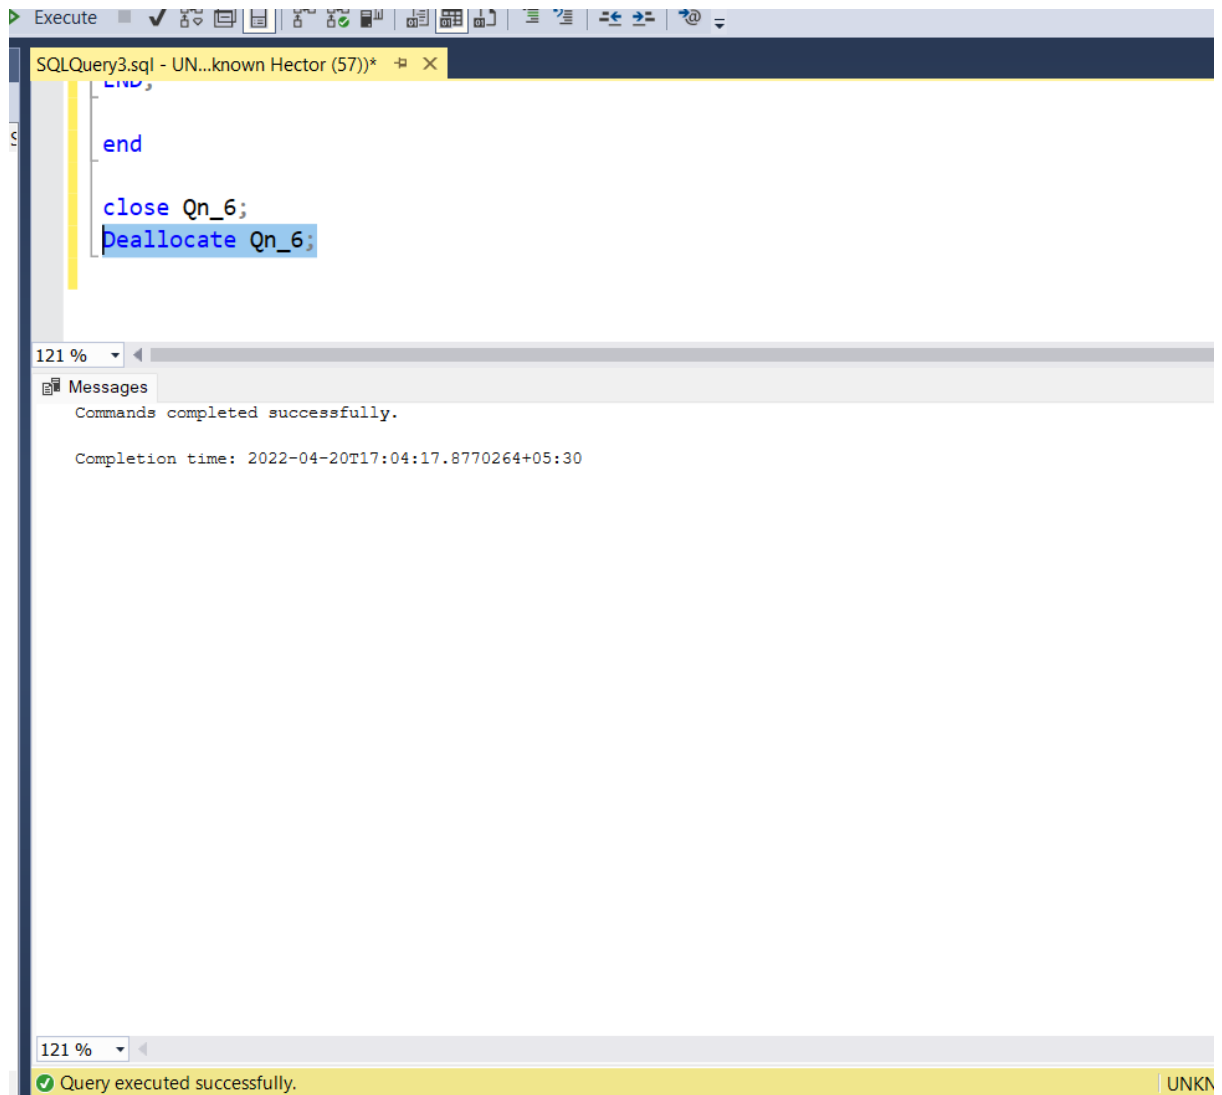 Execute
SQLQuery3.sql - UN...known Hector (57))*
END;
end
close Qn_6;
Deallocate Qn_6;
121 %
Messages
Commands completed successfully.
Completion time: 2022-04-20T17:04:17.8770264+05:30
121 %
Query executed successfully.
UNKN